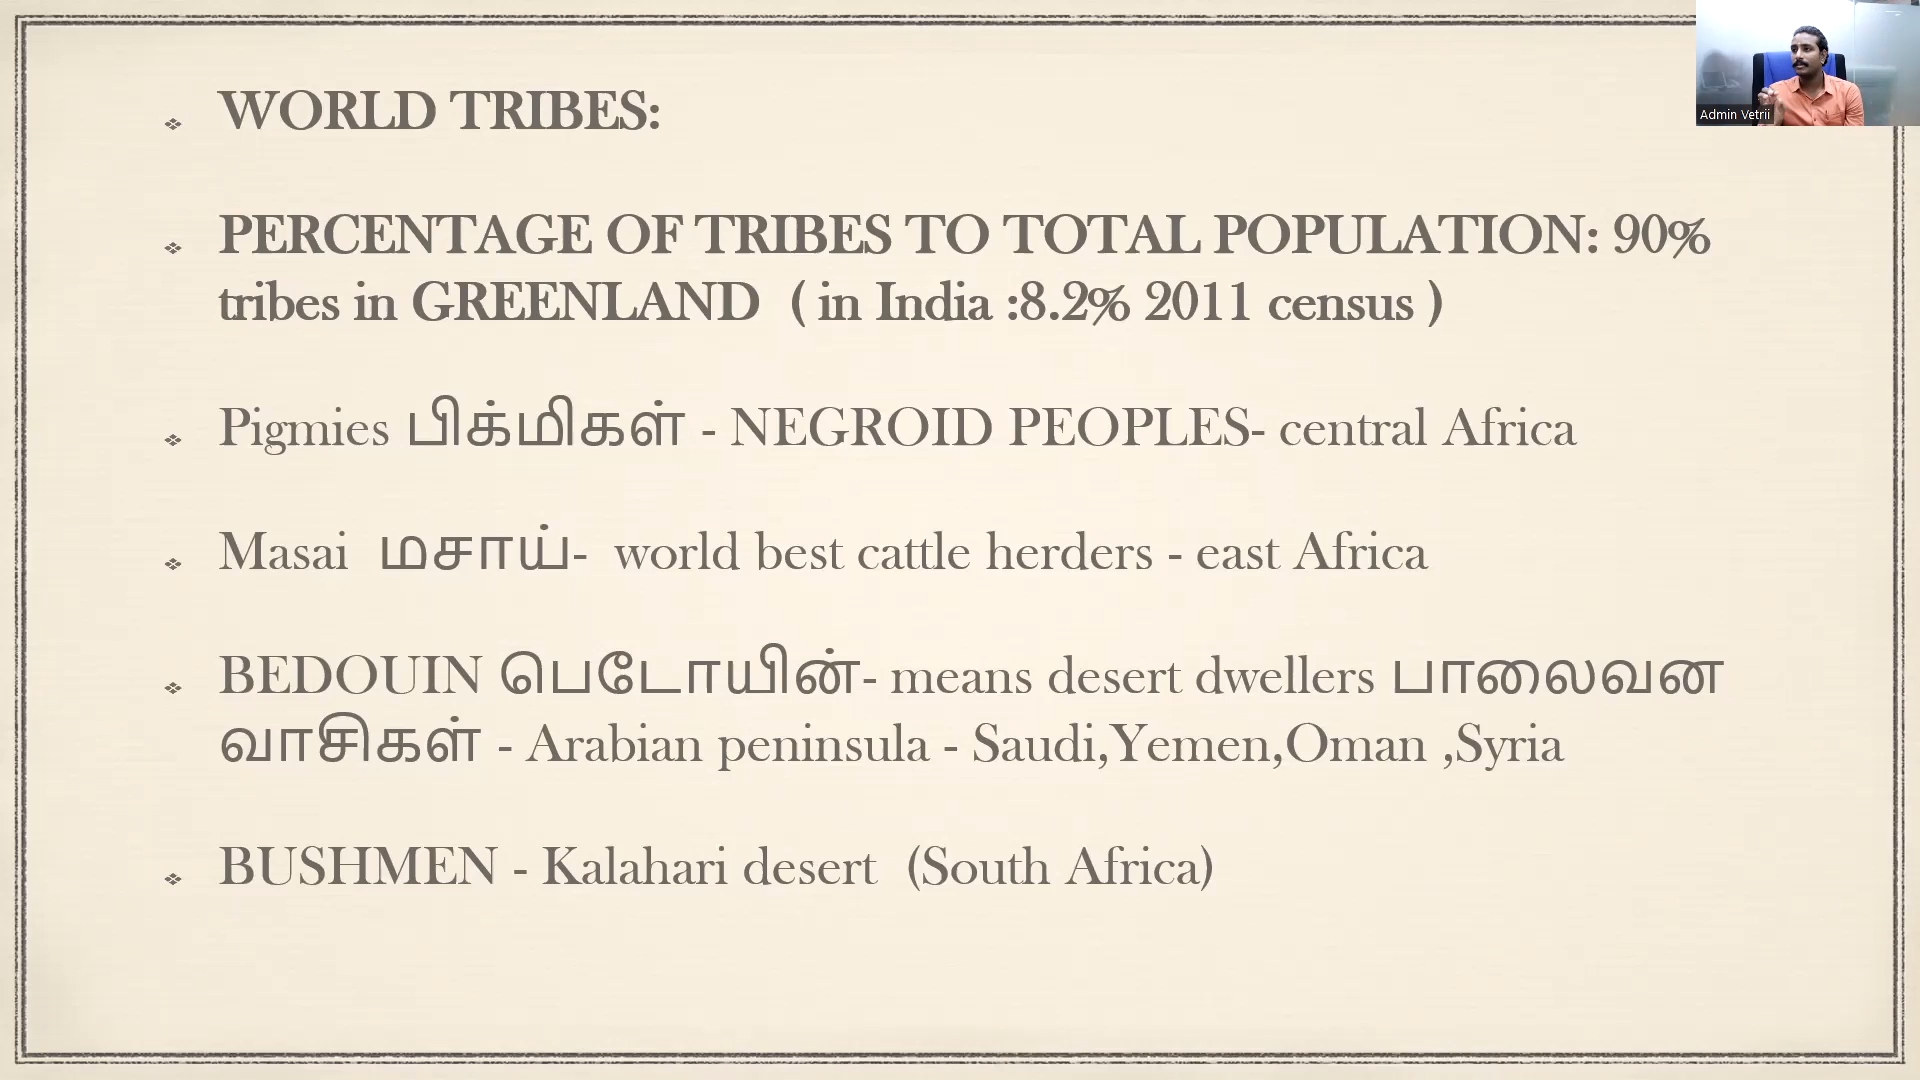 WORLD TRIBES:
PERCENTAGE OF TRIBES TO TOTAL POPULATION: 90%
tribes in GREENLAND ( in India :8.2% 2011 census )
Pigmies பிக்மிகள் - NEGROID PEOPLES- central Africa
Masai மசாய்- world best cattle herders - east Africa
BEDOUIN பெடோயின்- means desert dwellers பாலைவன
வாசிகள் - Arabian peninsula - Saudi,Yemen,Oman ,Syria
BUSHMEN - Kalahari desert (South Africa)
Admin Vetrii